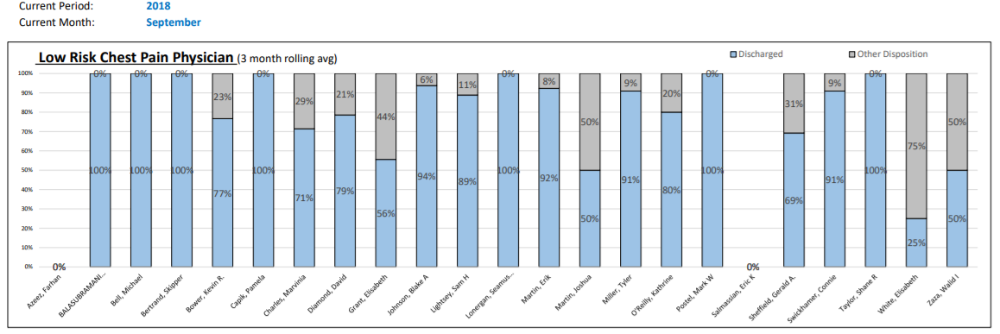 Current Period: 2018
Current Month: September
Low Risk Chest Pain Physician (3 month rolling avg)
Discharged Other Disposition
100%
90%
80%
70%
60%
50%
40%
30%
20%
10%
0%
0% 0% 0% 0% 23% 0% 29% 21% 44% 6% 11% 0% 8% 50% 9% 20% 0% 0% 31% 9% 0% 75% 50%
100% 100% 100% 77% 100% 71% 79% 56% 94% 89% 100% 92% 50% 91% 80% 100% 69% 91% 100% 25% 50%
Azeez, Farhan
BALASUBRAMANI...
Bell, Michael
Bertrand, Skipper
Bower, Kevin R.
Capik, Pamela
Charles, Marvinia
Diamond, David
Grant, Elisabeth
Johnson, Blake A
Lightsey, Sam H
Lonergan, Seamus...
Martin, Erik
Martin, Joshua
Miller, Tyler
O'Reilly, Kathrine
Postel, Mark W
Salmassian, Eric K
Sheffield, Gerald A.
Swickhamer, Connie
Taylor, Shane R
White, Elisabeth
Zaza, Walid I